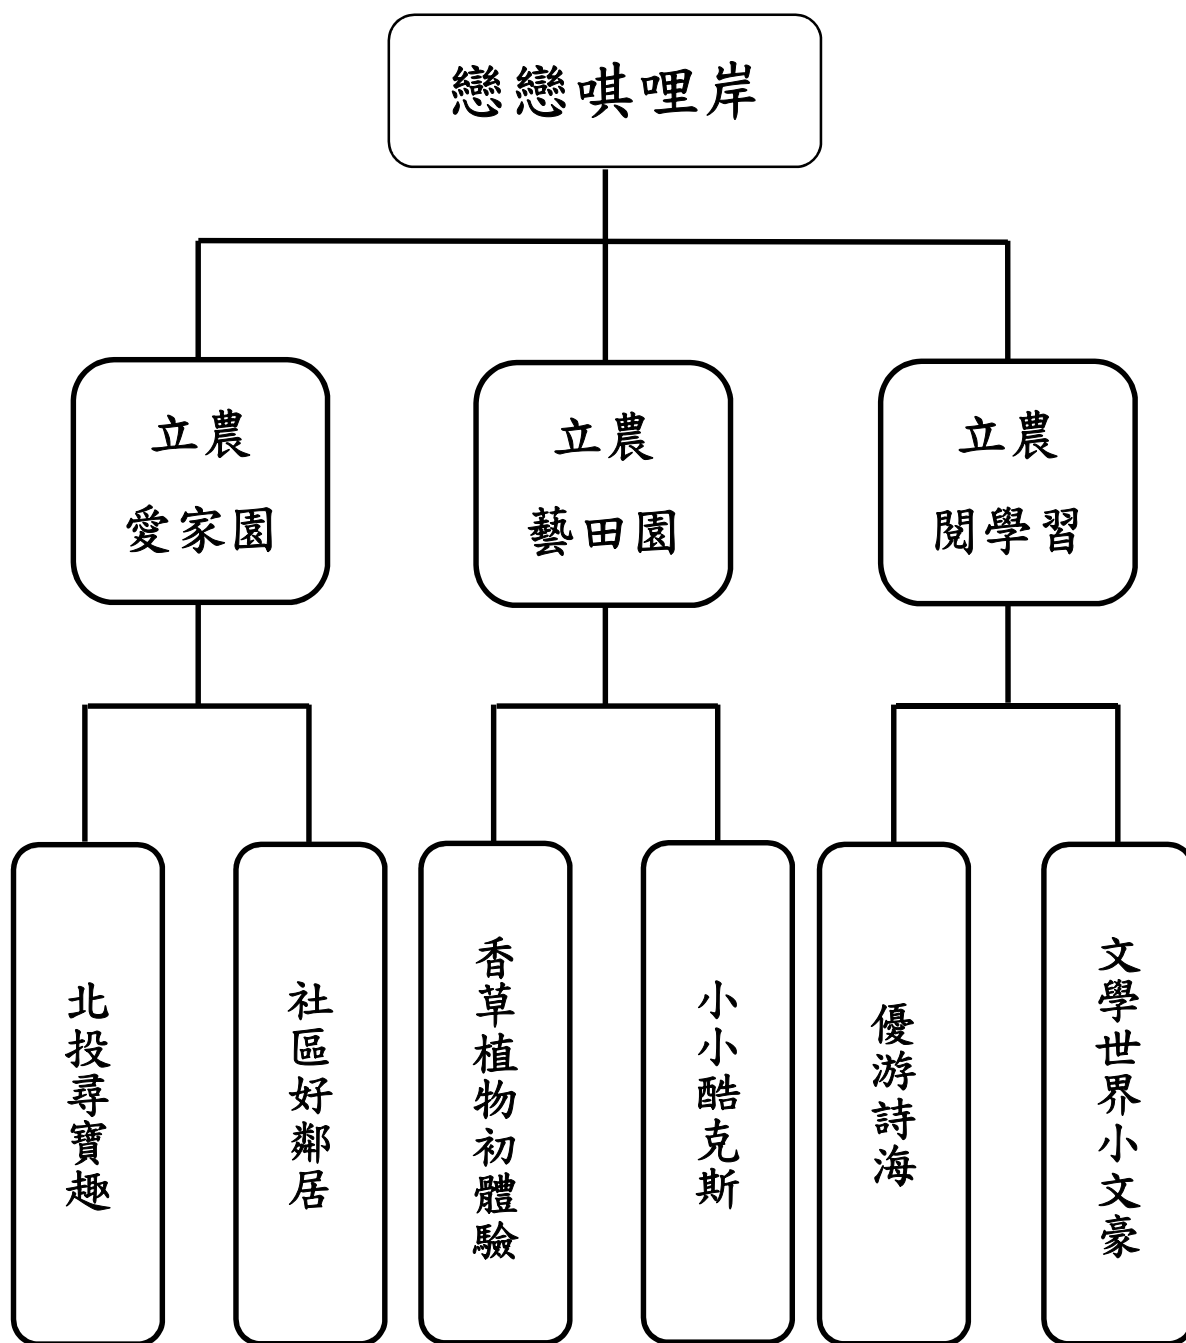 戀戀唭哩岸
立農
愛家園
立農
藝田園
立農
閱學習
北投尋寶趣
社區好鄰居
香草植物初體驗
小小酷克斯
優游詩海
文學世界小文豪